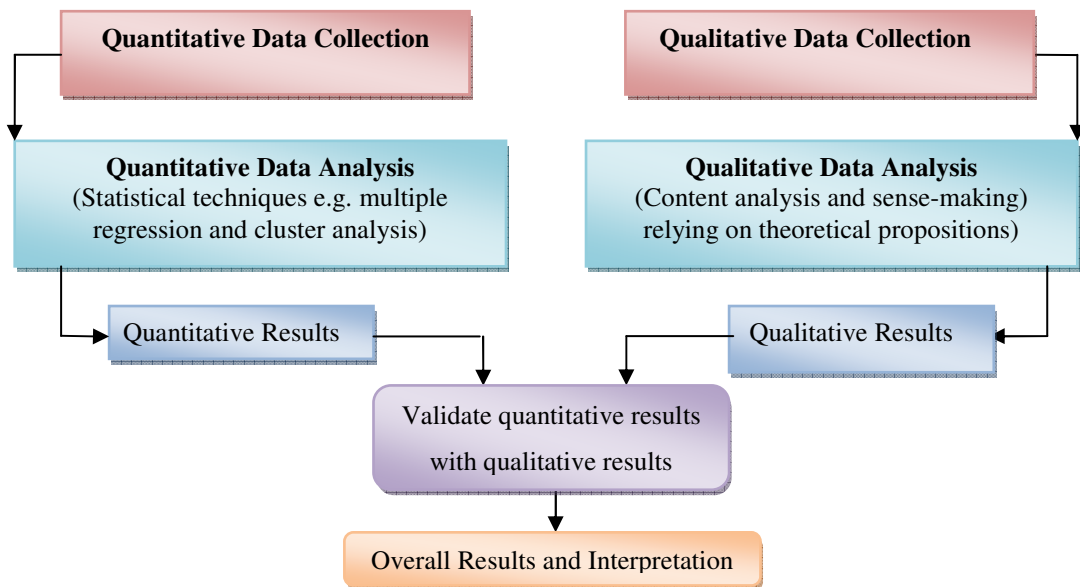 Quantitative Data Collection
Qualitative Data Collection
Quantitative Data Analysis
(Statistical techniques e.g. multiple
regression and cluster analysis)
Qualitative Data Analysis
(Content analysis and sense-making)
relying on theoretical propositions)
Quantitative Results
Qualitative Results
Validate quantitative results
with qualitative results
Overall Results and Interpretation